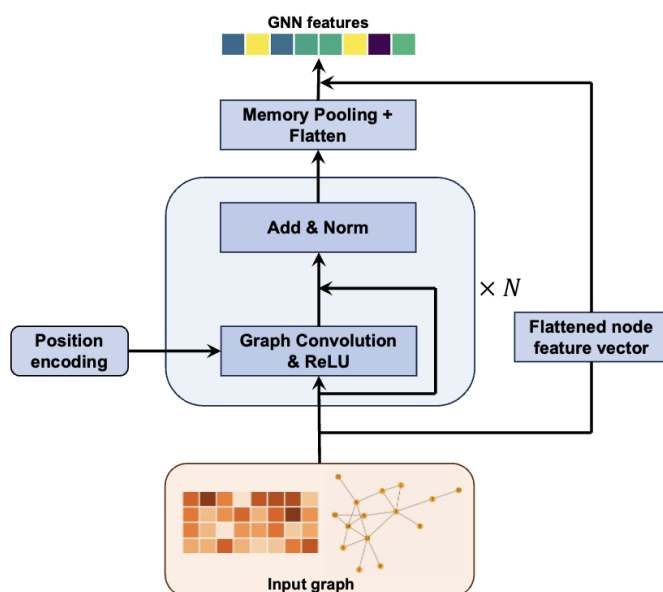 GNN features
Memory Pooling +
Flatten
Add & Norm
× N
Position
encoding
Graph Convolution
& ReLU
Flattened node
feature vector
Input graph